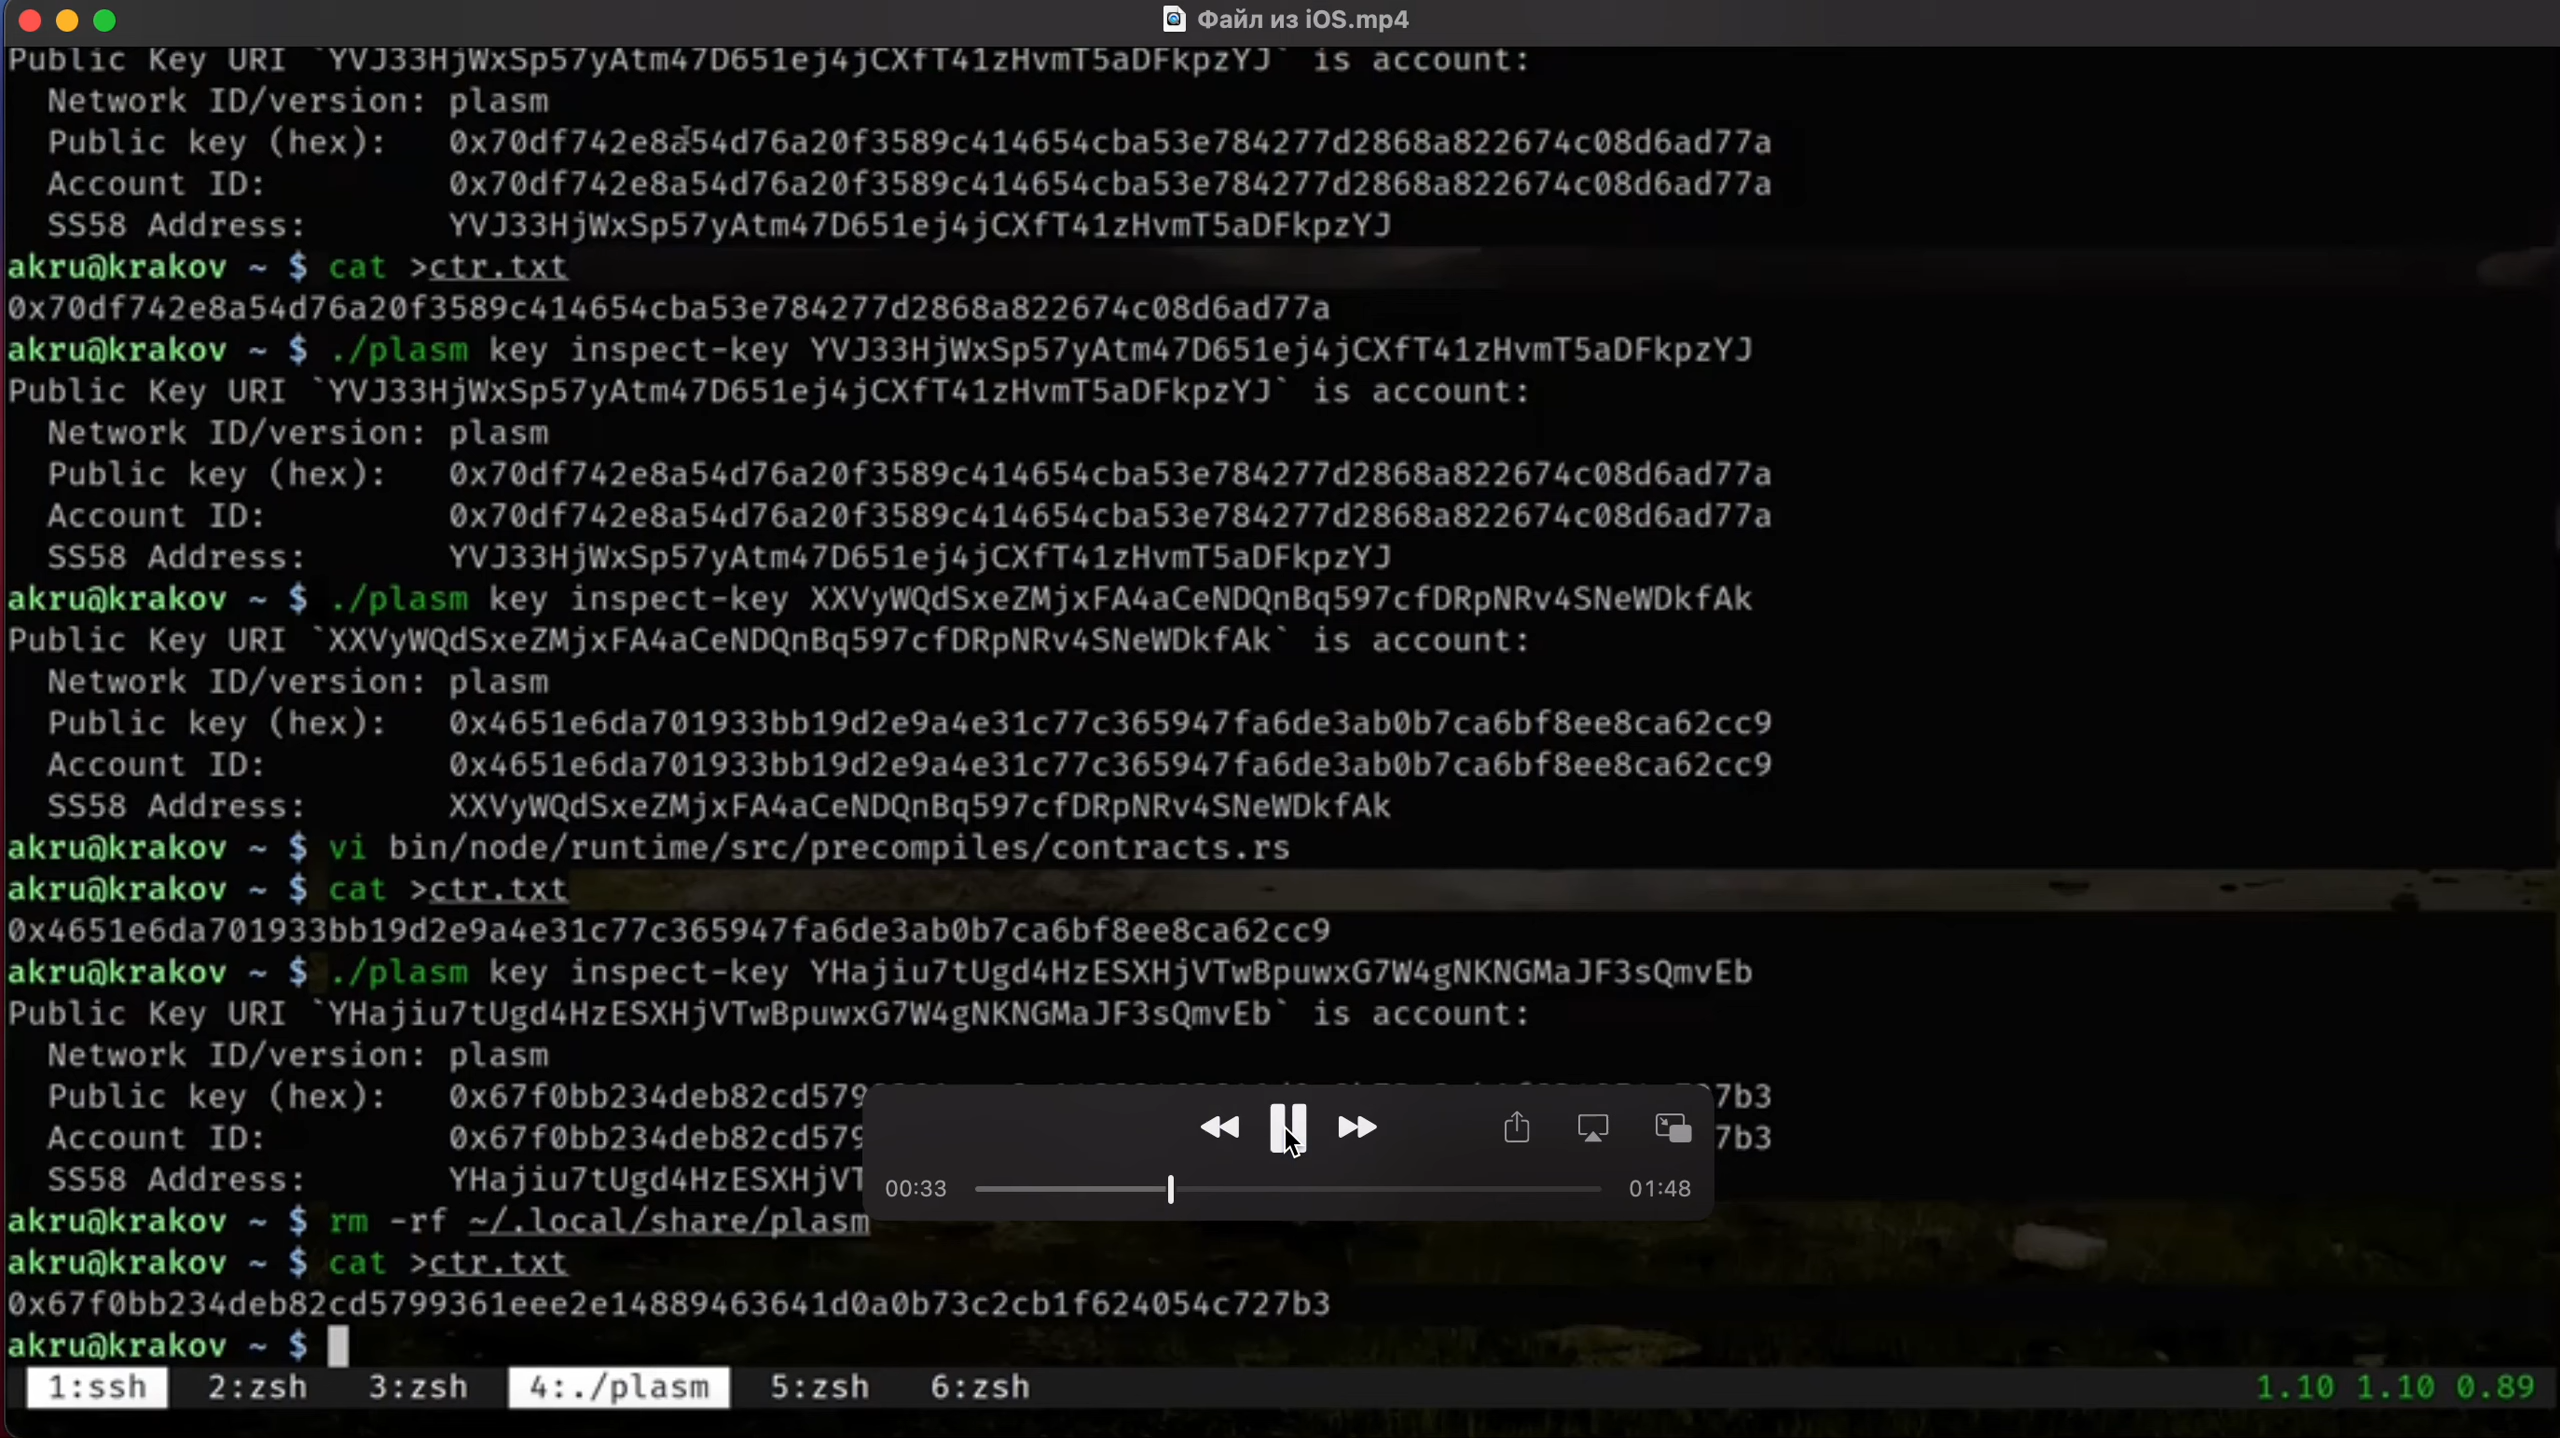 Файл из iOS.mp4
Public Key URI `YVJ33HjWxSp57yAtm47D651ej4jCXfT41zHvmT5aDFkpzYJ` is account:
Network ID/version: plasm
Public key (hex): 0x70df742e8a54d76a20f3589c414654cba53e784277d2868a822674c08d6ad77a
Account ID: 0x70df742e8a54d76a20f3589c414654cba53e784277d2868a822674c08d6ad77a
SS58 Address: YVJ33HjWxSp57yAtm47D651ej4jCXfT41zHvmT5aDFkpzYJ
akru@krakov ~ $ cat >ctr.txt
0x70df742e8a54d76a20f3589c414654cba53e784277d2868a822674c08d6ad77a
akru@krakov ~ $ ./plasm key inspect-key YVJ33HjWxSp57yAtm47D651ej4jCXfT41zHvmT5aDFkpzYJ
Public Key URI `YVJ33HjWxSp57yAtm47D651ej4jCXfT41zHvmT5aDFkpzYJ` is account:
Network ID/version: plasm
Public key (hex): 0x70df742e8a54d76a20f3589c414654cba53e784277d2868a822674c08d6ad77a
Account ID: 0x70df742e8a54d76a20f3589c414654cba53e784277d2868a822674c08d6ad77a
SS58 Address: YVJ33HjWxSp57yAtm47D651ej4jCXfT41zHvmT5aDFkpzYJ
akru@krakov ~ $ ./plasm key inspect-key XXVyWQdSxeZMjxFA4aCeNDQnBq597cfDRpNRv4SNeWDkfAk
Public Key URI `XXVyWQdSxeZMjxFA4aCeNDQnBq597cfDRpNRv4SNeWDkfAk` is account:
Network ID/version: plasm
Public key (hex): 0x4651e6da701933bb19d2e9a4e31c77c365947fa6de3ab0b7ca6bf8ee8ca62cc9
Account ID: 0x4651e6da701933bb19d2e9a4e31c77c365947fa6de3ab0b7ca6bf8ee8ca62cc9
SS58 Address: XXVyWQdSxeZMjxFA4aCeNDQnBq597cfDRpNRv4SNeWDkfAk
akru@krakov ~ $ vi bin/node/runtime/src/precompiles/contracts.rs
akru@krakov ~ $ cat >ctr.txt
0x4651e6da701933bb19d2e9a4e31c77c365947fa6de3ab0b7ca6bf8ee8ca62cc9
akru@krakov ~ $ ./plasm key inspect-key YHajiu7tUgd4HzESXHjVTwBpuwxG7W4gNKNGMaJF3sQmvEb
Public Key URI `YHajiu7tUgd4HzESXHjVTwBpuwxG7W4gNKNGMaJF3sQmvEb` is account:
Network ID/version: plasm
Public key (hex): 0x67f0bb234deb82cd579 7b3
Account ID: 0x67f0bb234deb82cd579 7b3
SS58 Address: YHajiu7tUgd4HzESXHjVT
00:33 01:48
akru@krakov ~ $ rm -rf ~/.local/share/plasm
akru@krakov ~ $ cat >ctr.txt
0x67f0bb234deb82cd5799361eee2e14889463641d0a0b73c2cb1f624054c727b3
akru@krakov ~ $
1:ssh 2:zsh 3:zsh 4:./plasm 5:zsh 6:zsh 1.10 1.10 0.89